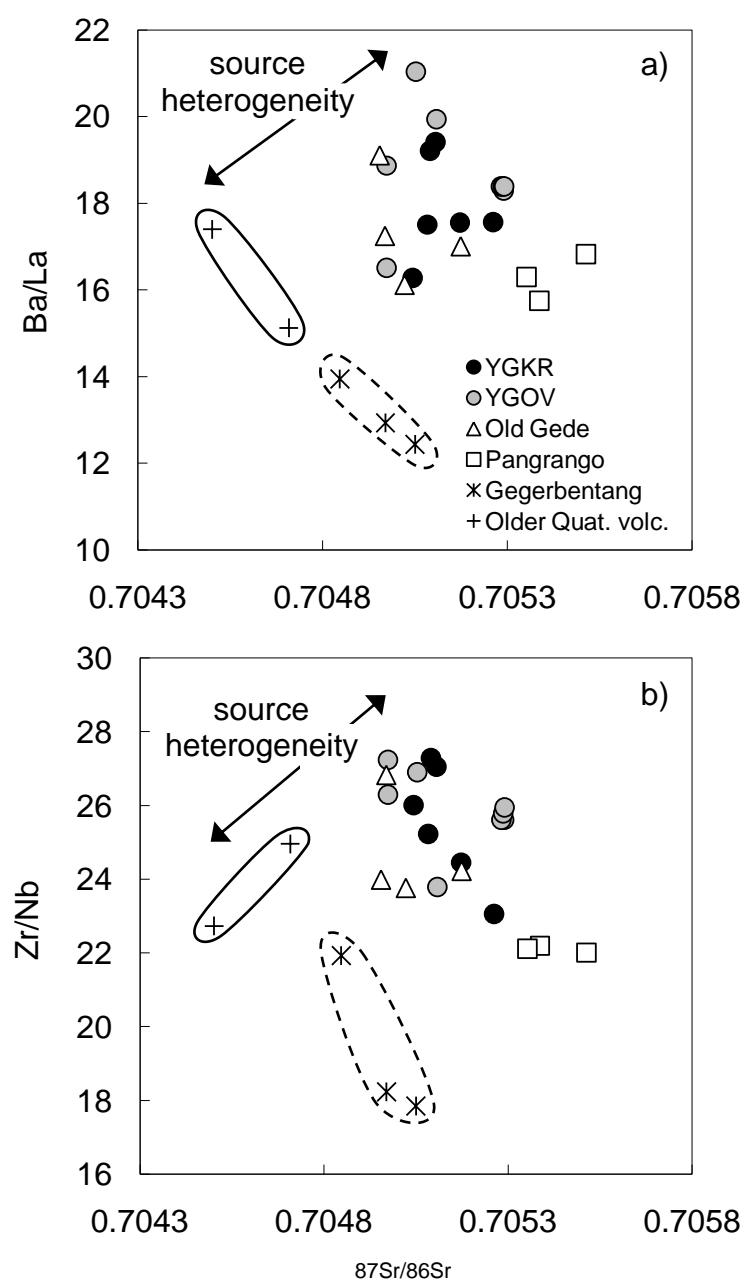 22
source
heterogeneity
a)
20
18
Ba/La
16
14
YGKR
YGOV
Old Gede
Pangrango
Gegerbentang
Older Quat. volc.
12
10
0.7043
0.7048
0.7053
0.7058
30
source
heterogeneity
b)
28
26
24
Zr/Nb
22
20
18
16
0.7043
0.7048
0.7053
0.7058
87Sr/86Sr